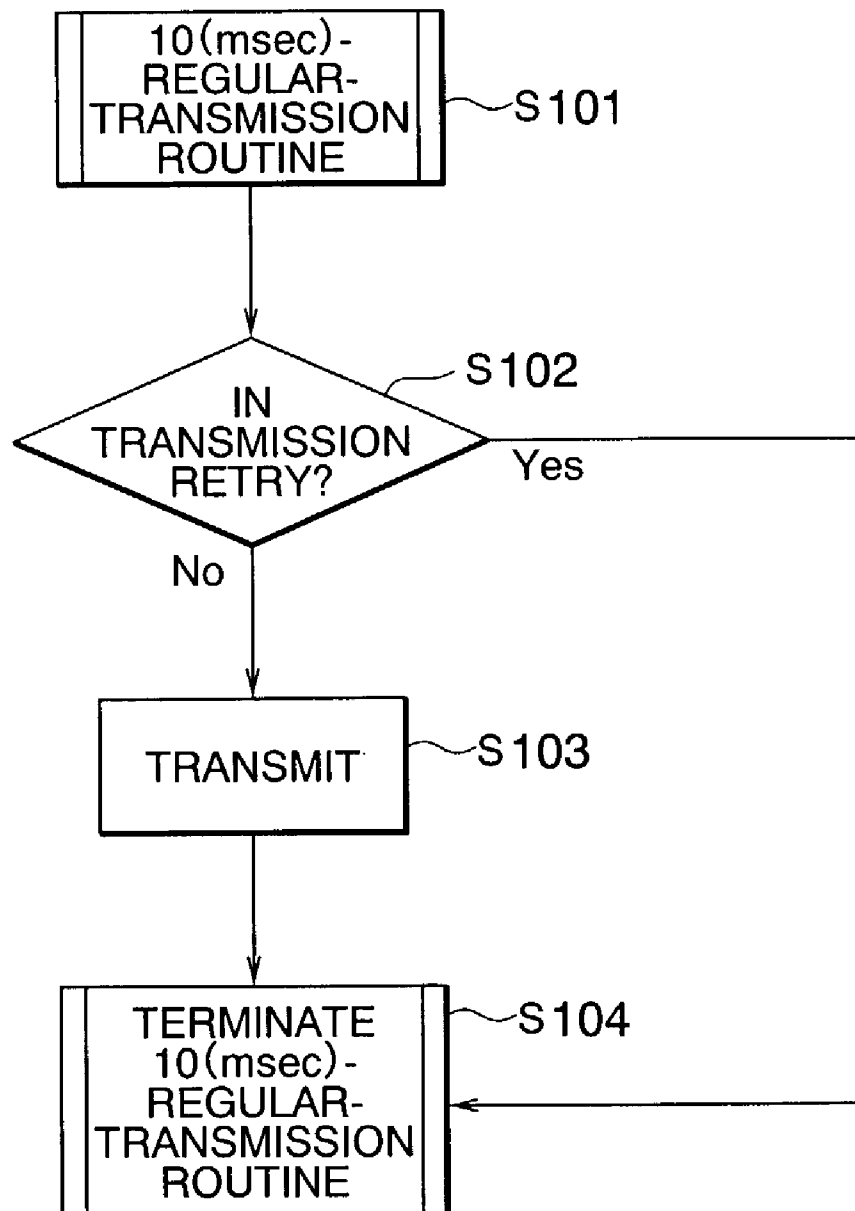 10(msec)-
REGULAR-
TRANSMISSION
ROUTINE
S101
IN
TRANSMISSION
RETRY?
S102
Yes
No
TRANSMIT
S103
TERMINATE
10(msec)-
REGULAR-
TRANSMISSION
ROUTINE
S104